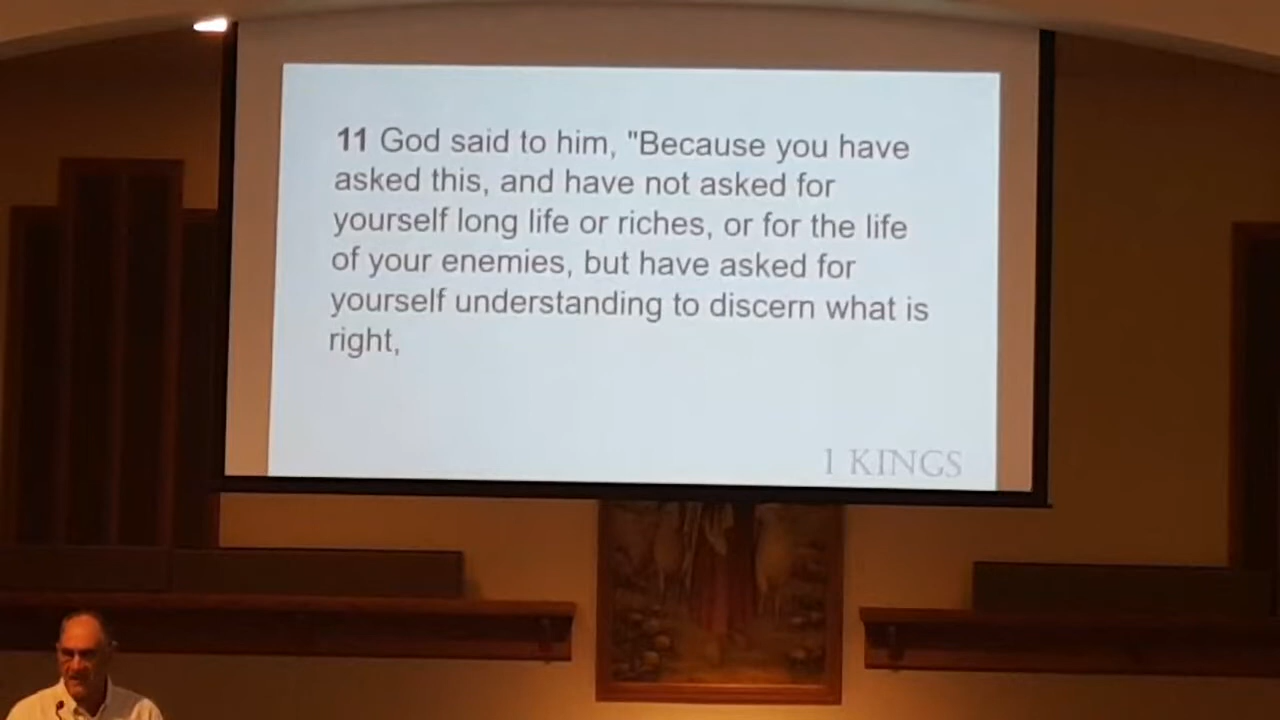 11 God said to him, "Because you have
asked this, and have not asked for
yourself long life or riches, or for the life
of your enemies, but have asked for
yourself understanding to discern what is
right,
1 KINGS